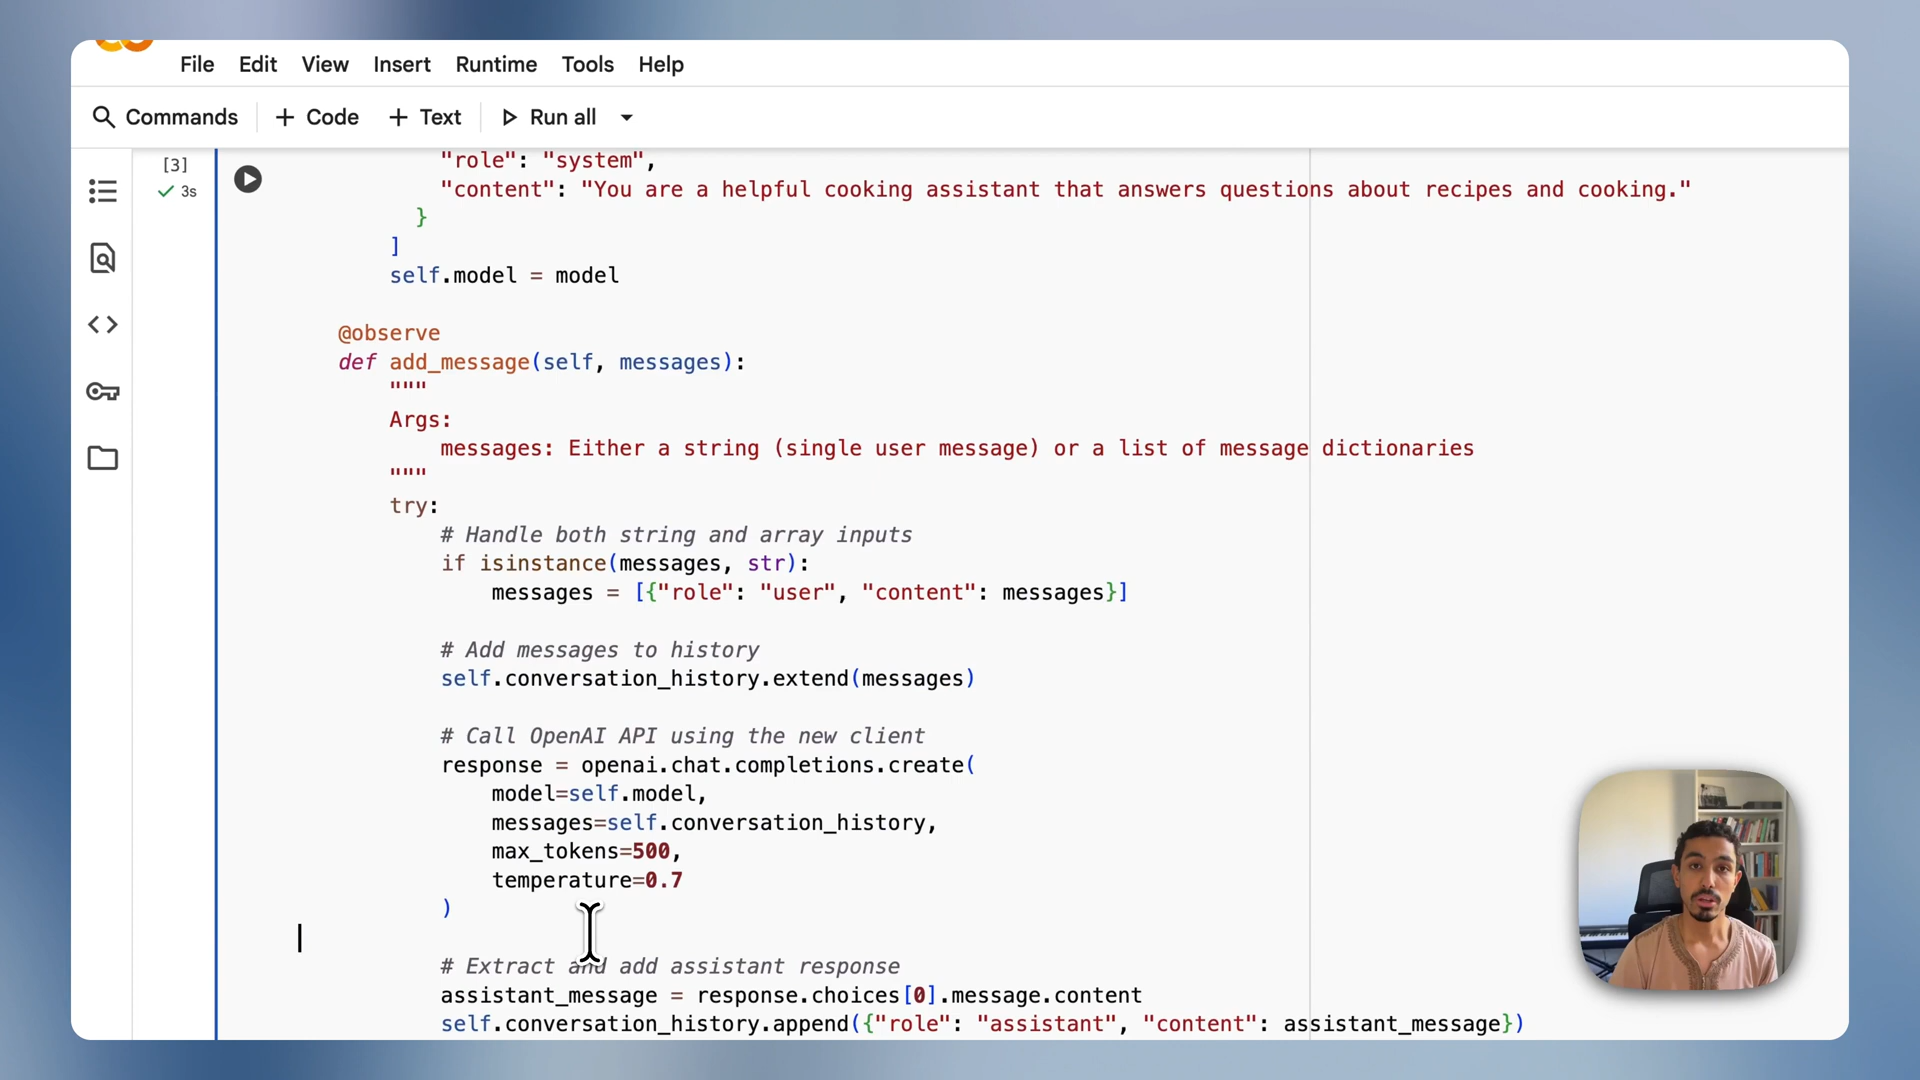 File Edit View Insert Runtime Tools Help
Commands + Code + Text Run all
[3]
3s
"role": "system",
"content": "You are a helpful cooking assistant that answers questions about recipes and cooking."
}
]
self.model = model
@observe
def add_message(self, messages):
"""
Args:
messages: Either a string (single user message) or a list of message dictionaries
"""
try:
# Handle both string and array inputs
if isinstance(messages, str):
messages = [{"role": "user", "content": messages}]
# Add messages to history
self.conversation_history.extend(messages)
# Call OpenAI API using the new client
response = openai.chat.completions.create(
model=self.model,
messages=self.conversation_history,
max_tokens=500,
temperature=0.7
)
# Extract and add assistant response
assistant_message = response.choices[0].message.content
self.conversation_history.append({"role": "assistant", "content": assistant_message})